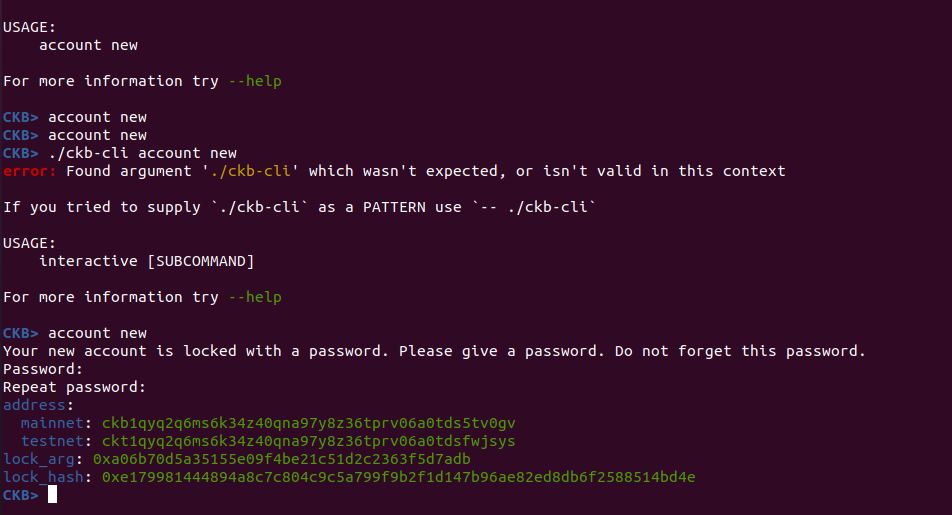 USAGE:
account new
For more information try --help
CKB> account new
CKB> account new
CKB> ./ckb-cli account new
error: Found argument './ckb-cli' which wasn't expected, or isn't valid in this context
If you tried to supply `./ckb-cli` as a PATTERN use `-- ./ckb-cli`
USAGE:
interactive [SUBCOMMAND]
For more information try --help
CKB> account new
Your new account is locked with a password. Please give a password. Do not forget this password.
Password:
Repeat password:
address:
mainnet: ckb1qyq2q6ms6k34z40qna97y8z36tprv06a0tds5tv0gv
testnet: ckt1qyq2q6ms6k34z40qna97y8z36tprv06a0tdsfwjsys
lock_arg: 0xa06b70d5a35155e09f4be21c51d2c2363f5d7adb
lock_hash: 0xe179981444894a8c7c804c9c5a799f9b2f1d147b96ae82ed8db6f2588514bd4e
CKB>